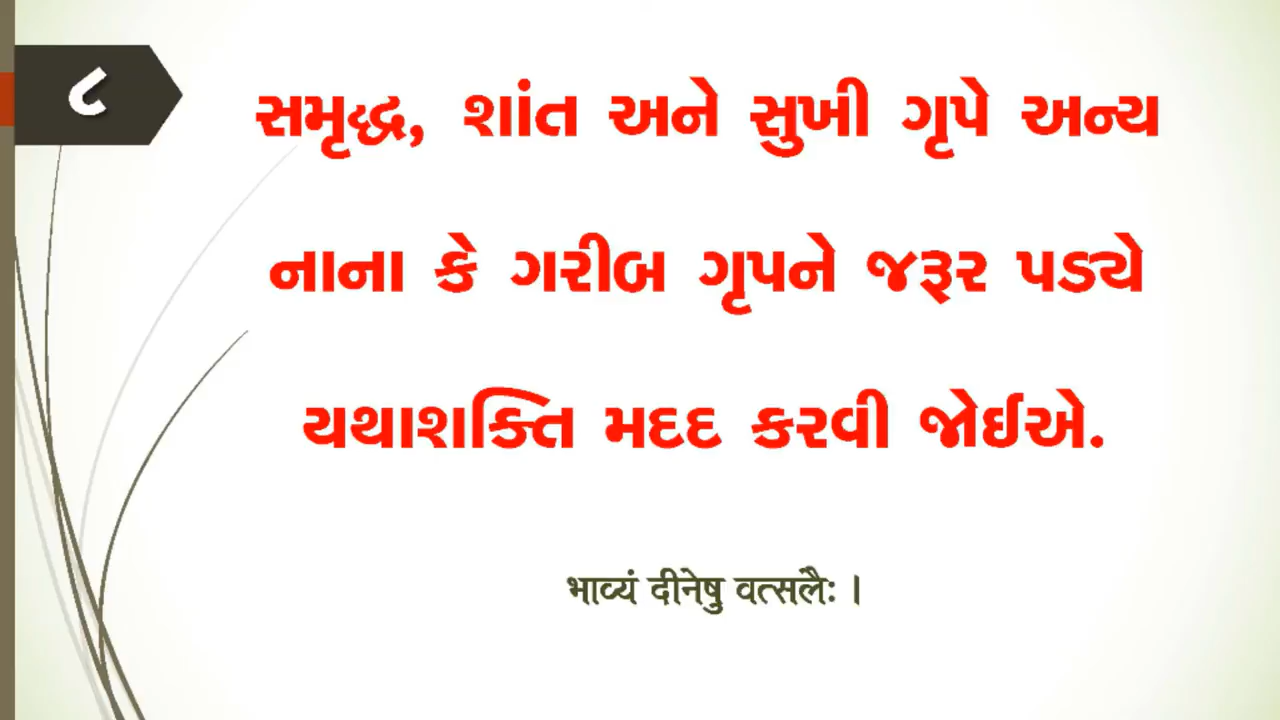 ૮
સમૃદ્ધ, શાંત અને સુખી ગૃપે અન્ય
નાના કે ગરીબ ગૃપને જરૂર પડ્યે
યથાશક્તિ મદદ કરવી જોઈએ.
भाव्यं दीनेषु वत्सलैः ।